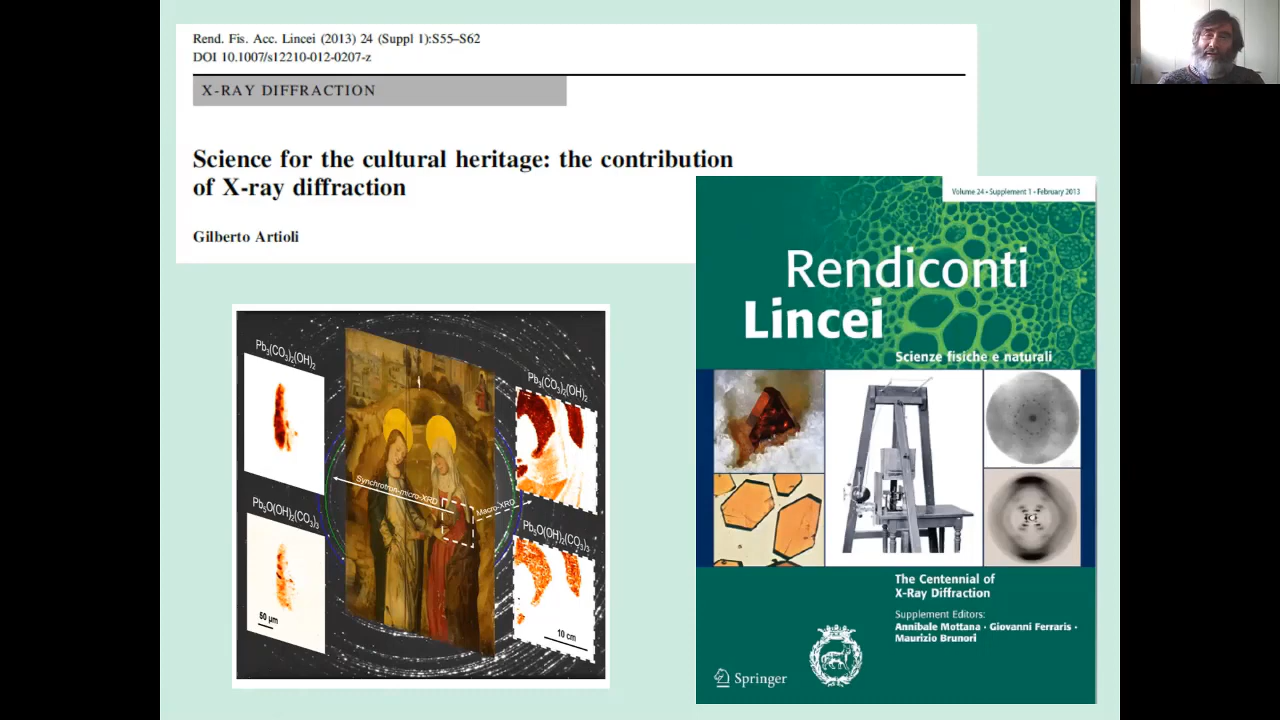 Rend. Fis. Acc. Lincei (2013) 24 (Suppl 1):S55–S62
DOI 10.1007/s12210-012-0207-z
X-RAY DIFFRACTION
Science for the cultural heritage: the contribution
of X-ray diffraction
Gilberto Artioli
Pb3(CO3)2(OH)2
Pb5O(OH)2(CO3)3
50 µm
Synchrotron-micro-XRD
Macro-XRD
Pb3(CO3)2(OH)2
Pb5O(OH)2(CO3)3
10 cm
Volume 24 • Supplement 1 • February 2013
Rendiconti
Lincei
Scienze fisiche e naturali
The Centennial of
X-Ray Diffraction
Supplement Editors:
Annibale Mottana · Giovanni Ferraris ·
Maurizio Brunori
Springer